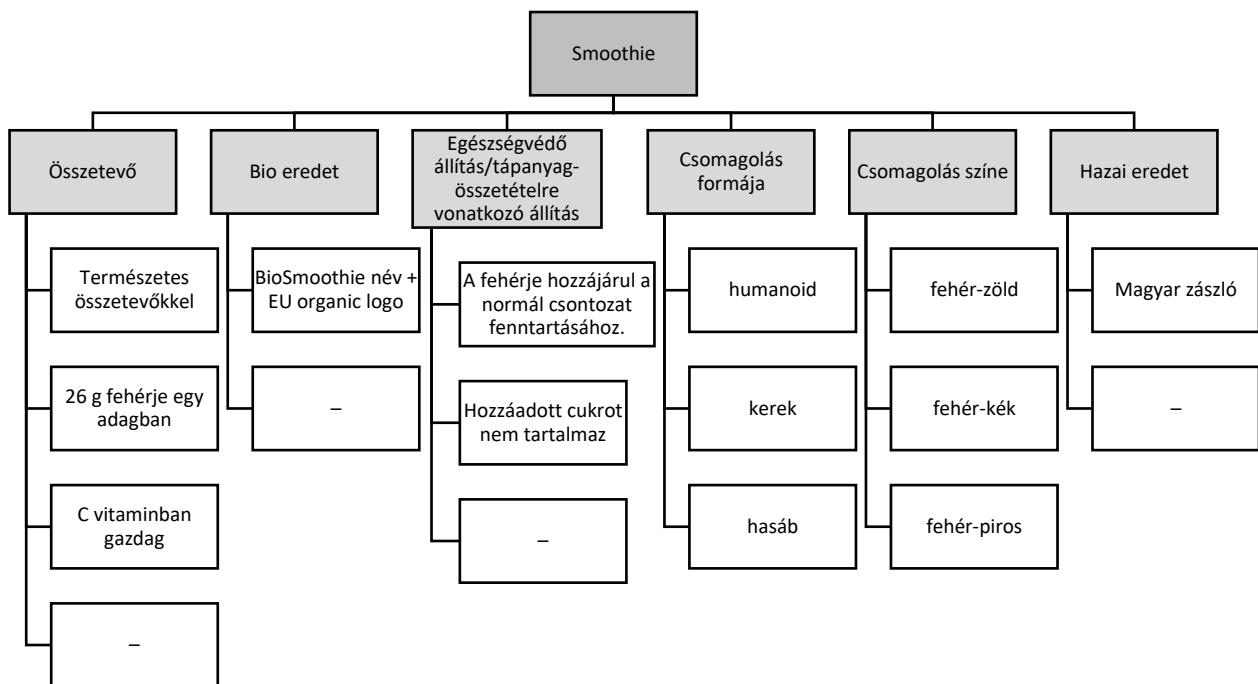 Smoothie
Összetevő
Bio eredet
Egészségvédő
állítás/tápanyag-
összetételre
vonatkozó állítás
Csomagolás
formája
Csomagolás színe
Hazai eredet
Természetes
összetevőkkel
26 g fehérje egy
adagban
C vitaminban
gazdag
–
BioSmoothie név +
EU organic logo
–
A fehérje hozzájárul a
normál csontozat
fenntartásához.
Hozzáadott cukrot
nem tartalmaz
–
humanoid
kerek
hasáb
fehér-zöld
fehér-kék
fehér-piros
Magyar zászló
–